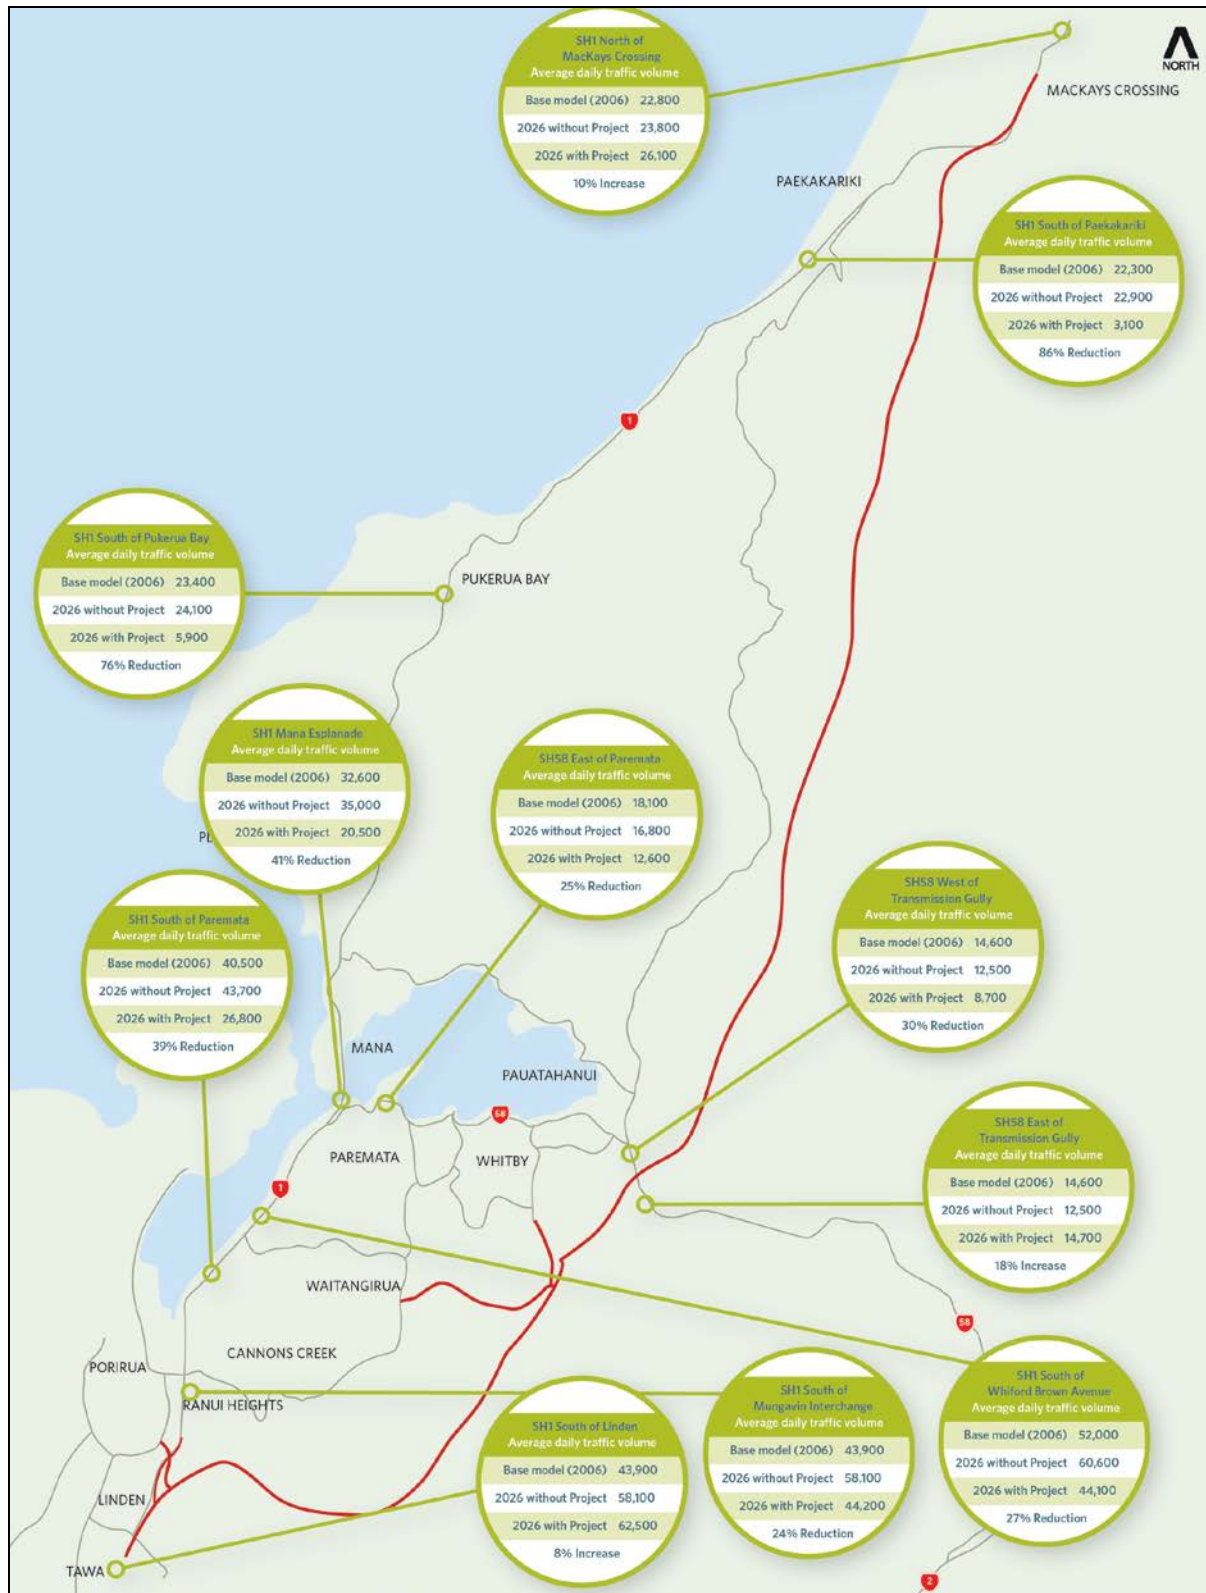 SH1 North of
MacKays Crossing
Average daily traffic volume
Base model (2006) 22,800
2026 without Project 23,800
2026 with Project 26,100
10% Increase
NORTH
MACKAYS CROSSING
PAEKAKARIKI
SH1 South of Paekakariki
Average daily traffic volume
Base model (2006) 22,300
2026 without Project 22,900
2026 with Project 3,100
86% Reduction
1
SH1 South of Pukerua Bay
Average daily traffic volume
Base model (2006) 23,400
2026 without Project 24,100
2026 with Project 5,900
76% Reduction
PUKERUA BAY
SH1 Mana Esplanade
Average daily traffic volume
Base model (2006) 32,600
2026 without Project 35,000
2026 with Project 20,500
41% Reduction
SH58 East of Paremata
Average daily traffic volume
Base model (2006) 18,100
2026 without Project 16,800
2026 with Project 12,600
25% Reduction
SH58 West of
Transmission Gully
Average daily traffic volume
Base model (2006) 14,600
2026 without Project 12,500
2026 with Project 8,700
30% Reduction
SH1 South of Paremata
Average daily traffic volume
Base model (2006) 40,500
2026 without Project 43,700
2026 with Project 26,800
39% Reduction
MANA
PAUATAHANUI
58
PAREMATA
WHITBY
1
SH58 East of
Transmission Gully
Average daily traffic volume
Base model (2006) 14,600
2026 without Project 12,500
2026 with Project 14,700
18% Increase
WAITANGIRUA
58
CANNONS CREEK
PORIRUA
RANUI HEIGHTS
SH1 South of
Whiford Brown Avenue
Average daily traffic volume
Base model (2006) 52,000
2026 without Project 60,600
2026 with Project 44,100
27% Reduction
SH1 South of
Mungavin Interchange
Average daily traffic volume
Base model (2006) 43,900
2026 without Project 58,100
2026 with Project 44,200
24% Reduction
SH1 South of Linden
Average daily traffic volume
Base model (2006) 43,900
2026 without Project 58,100
2026 with Project 62,500
8% Increase
LINDEN
TAWA
2